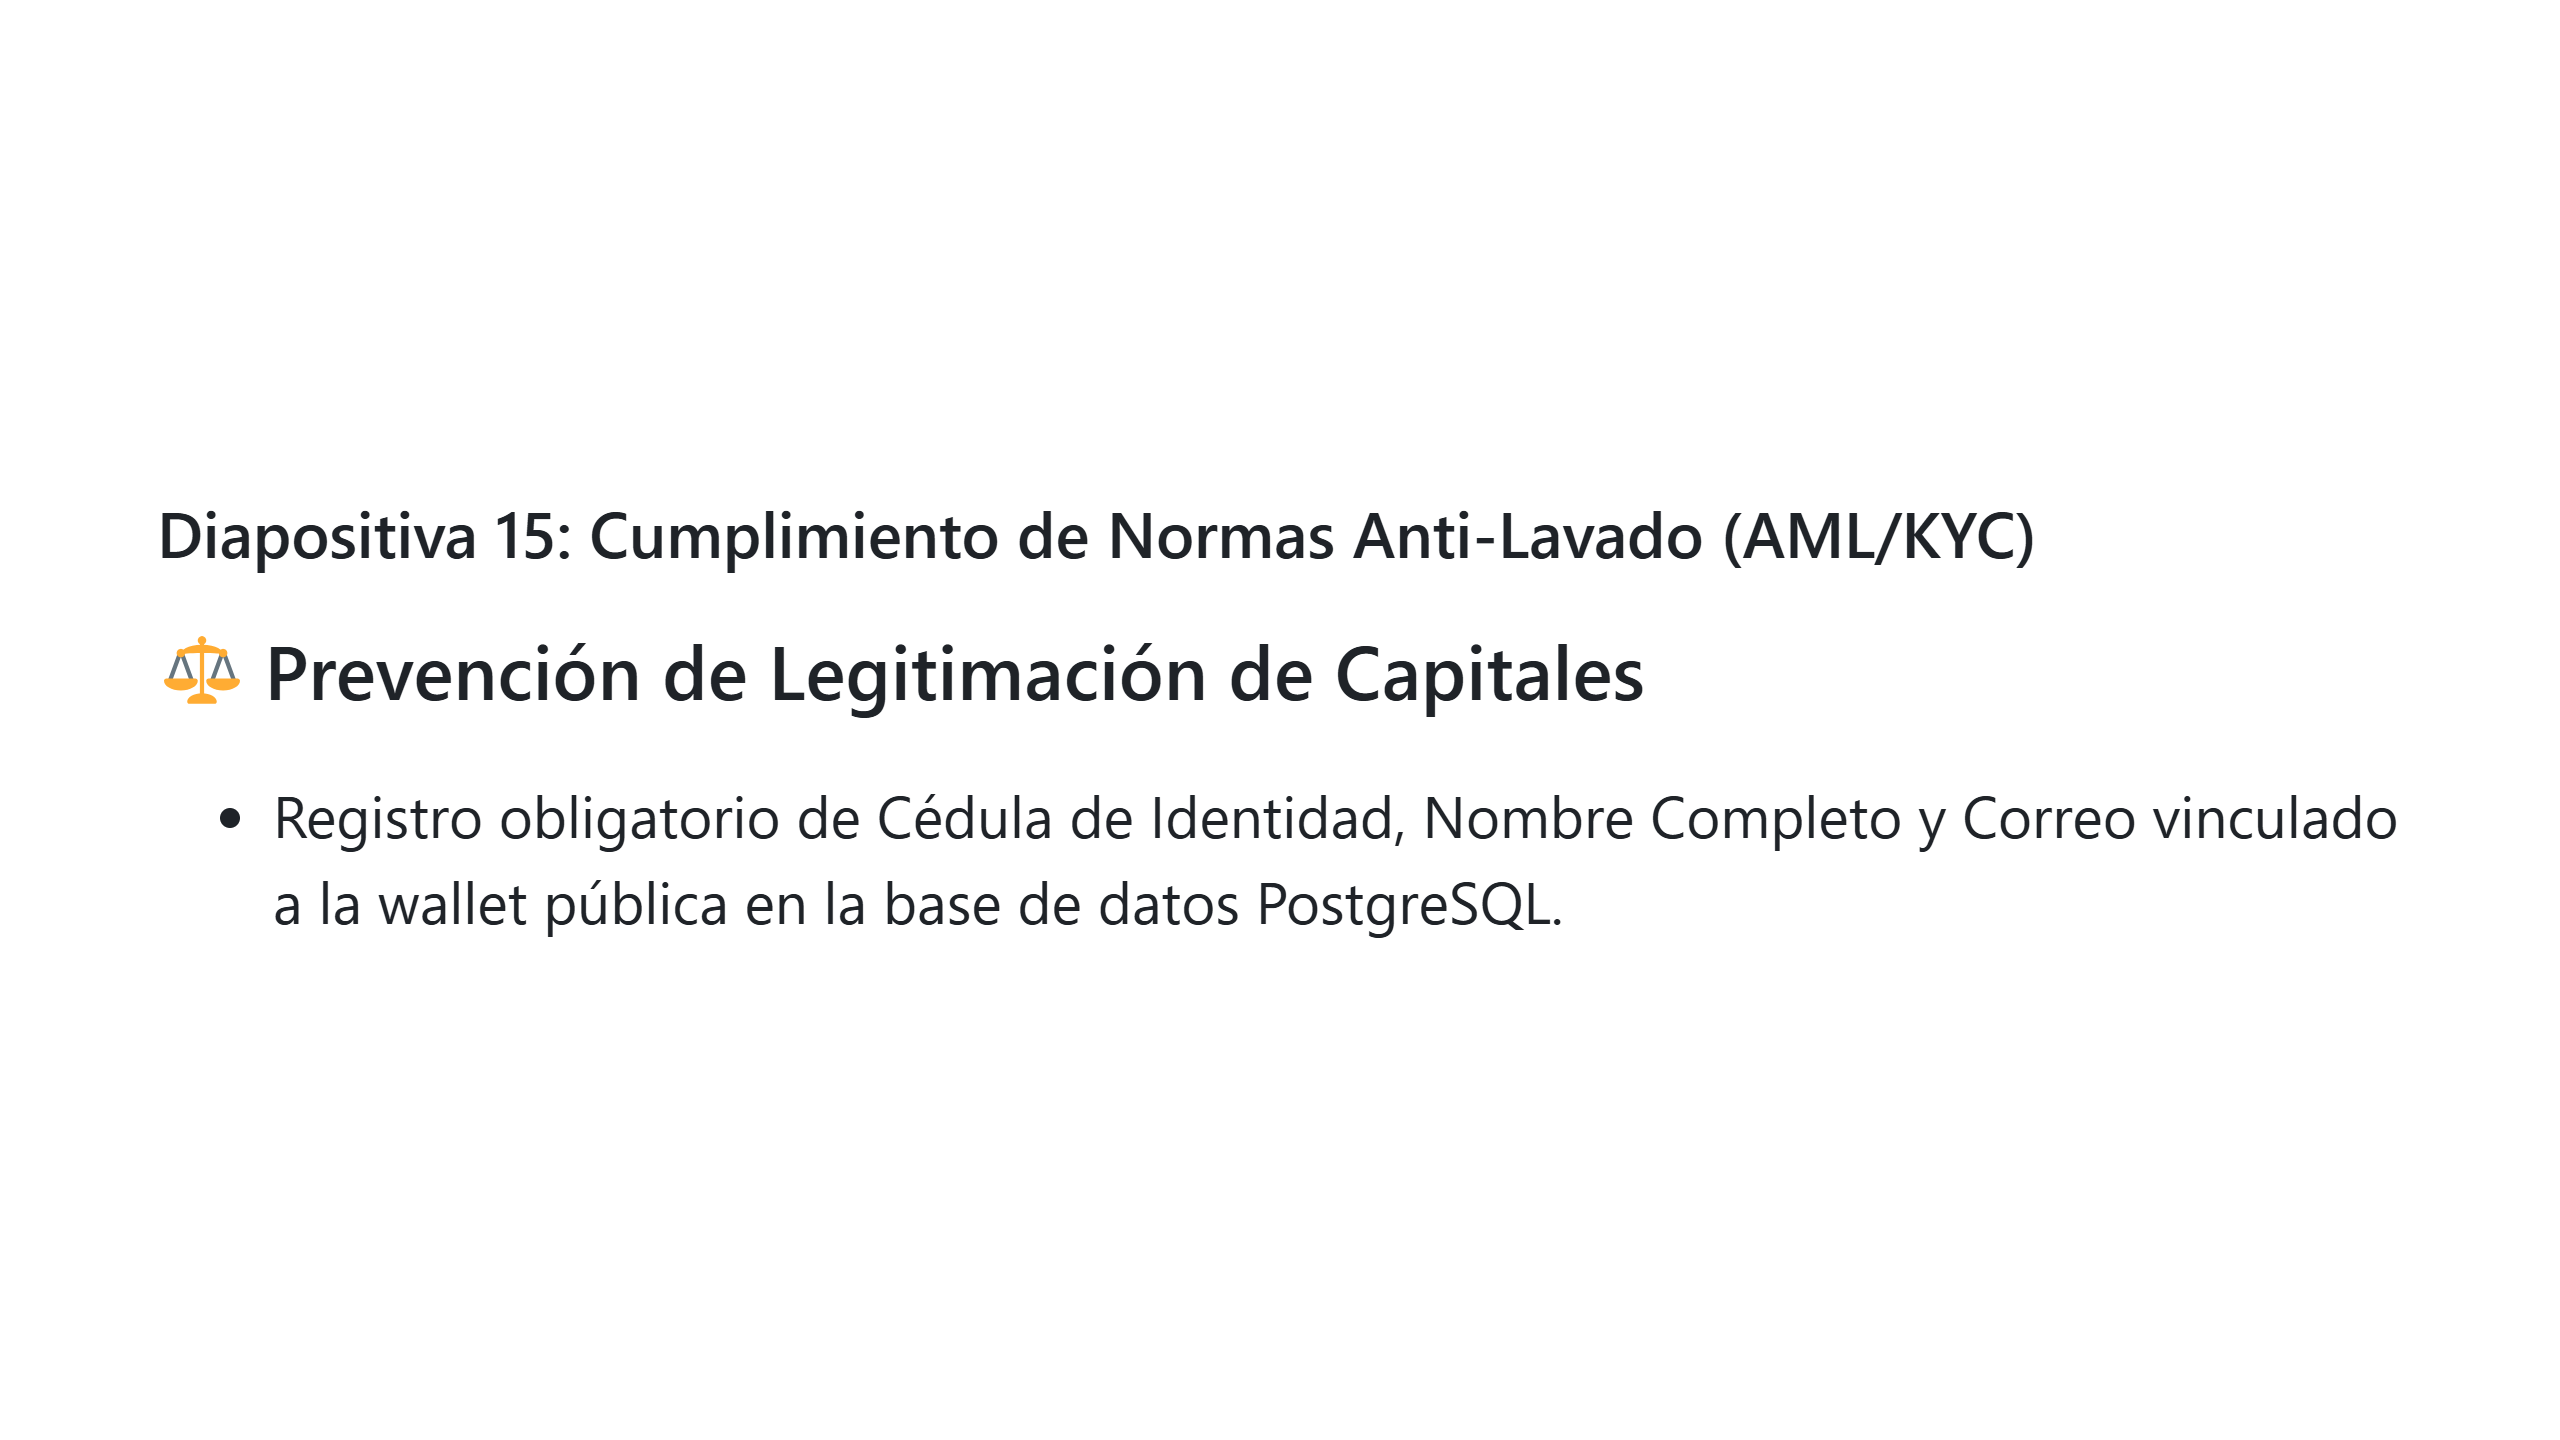 Diapositiva 15: Cumplimiento de Normas Anti-Lavado (AML/KYC)
⚖️ Prevención de Legitimación de Capitales
• Registro obligatorio de Cédula de Identidad, Nombre Completo y Correo vinculado
a la wallet pública en la base de datos PostgreSQL.